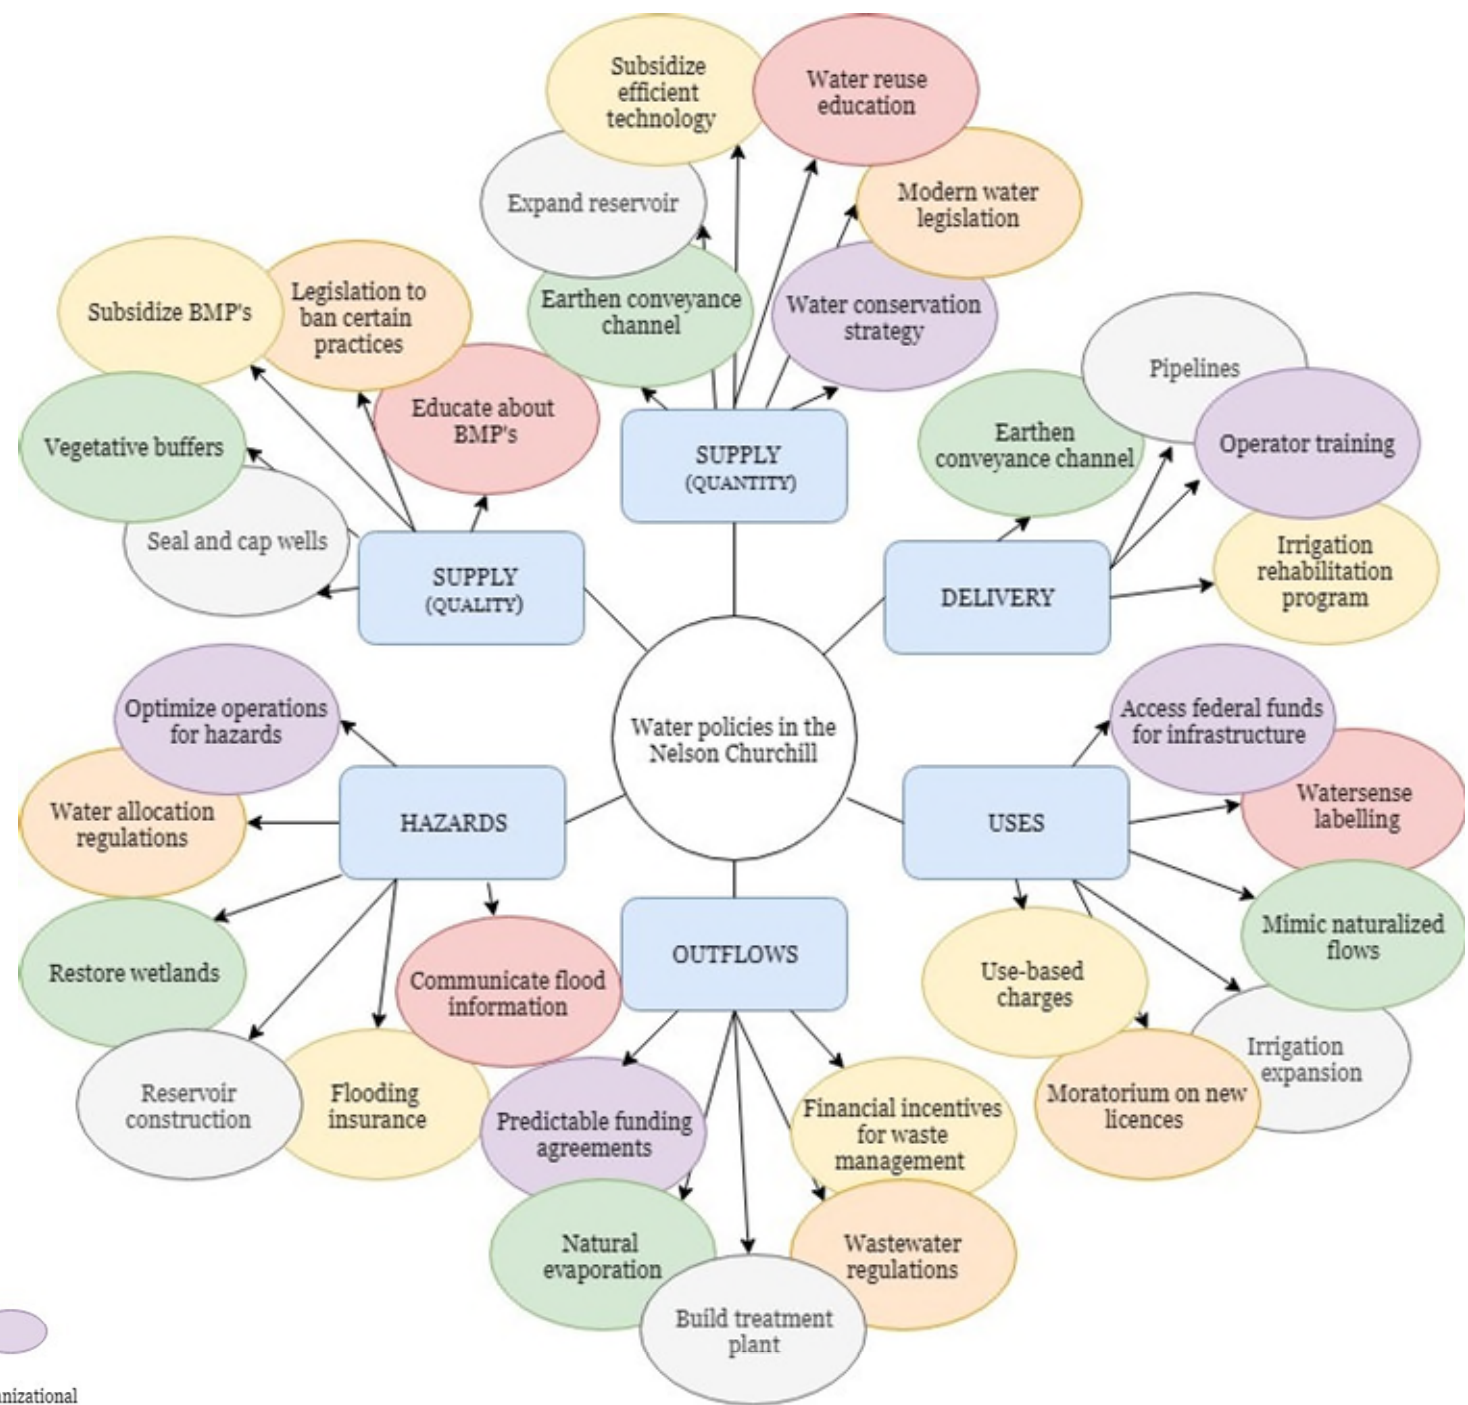 Subsidize
efficient
technology
Water reuse
education
Expand reservoir
Modern water
legislation
Earthen conveyance
channel
Water conservation
strategy
Subsidize BMP's
Legislation to
ban certain
practices
Vegetative buffers
Educate about
BMP's
Seal and cap wells
SUPPLY
(QUANTITY)
Pipelines
Earthen
conveyance channel
Operator training
Irrigation
rehabilitation
program
SUPPLY
(QUALITY)
DELIVERY
Water policies in the
Nelson Churchill
Optimize operations
for hazards
Water allocation
regulations
HAZARDS
Restore wetlands
Reservoir
construction
Flooding
insurance
Communicate flood
information
Access federal funds
for infrastructure
Watersense
labelling
USES
Mimic naturalized
flows
Use-based
charges
Irrigation
expansion
Moratorium on new
licences
OUTFLOWS
Predictable funding
agreements
Financial incentives
for waste
management
Natural
evaporation
Wastewater
regulations
Build treatment
plant
nizational